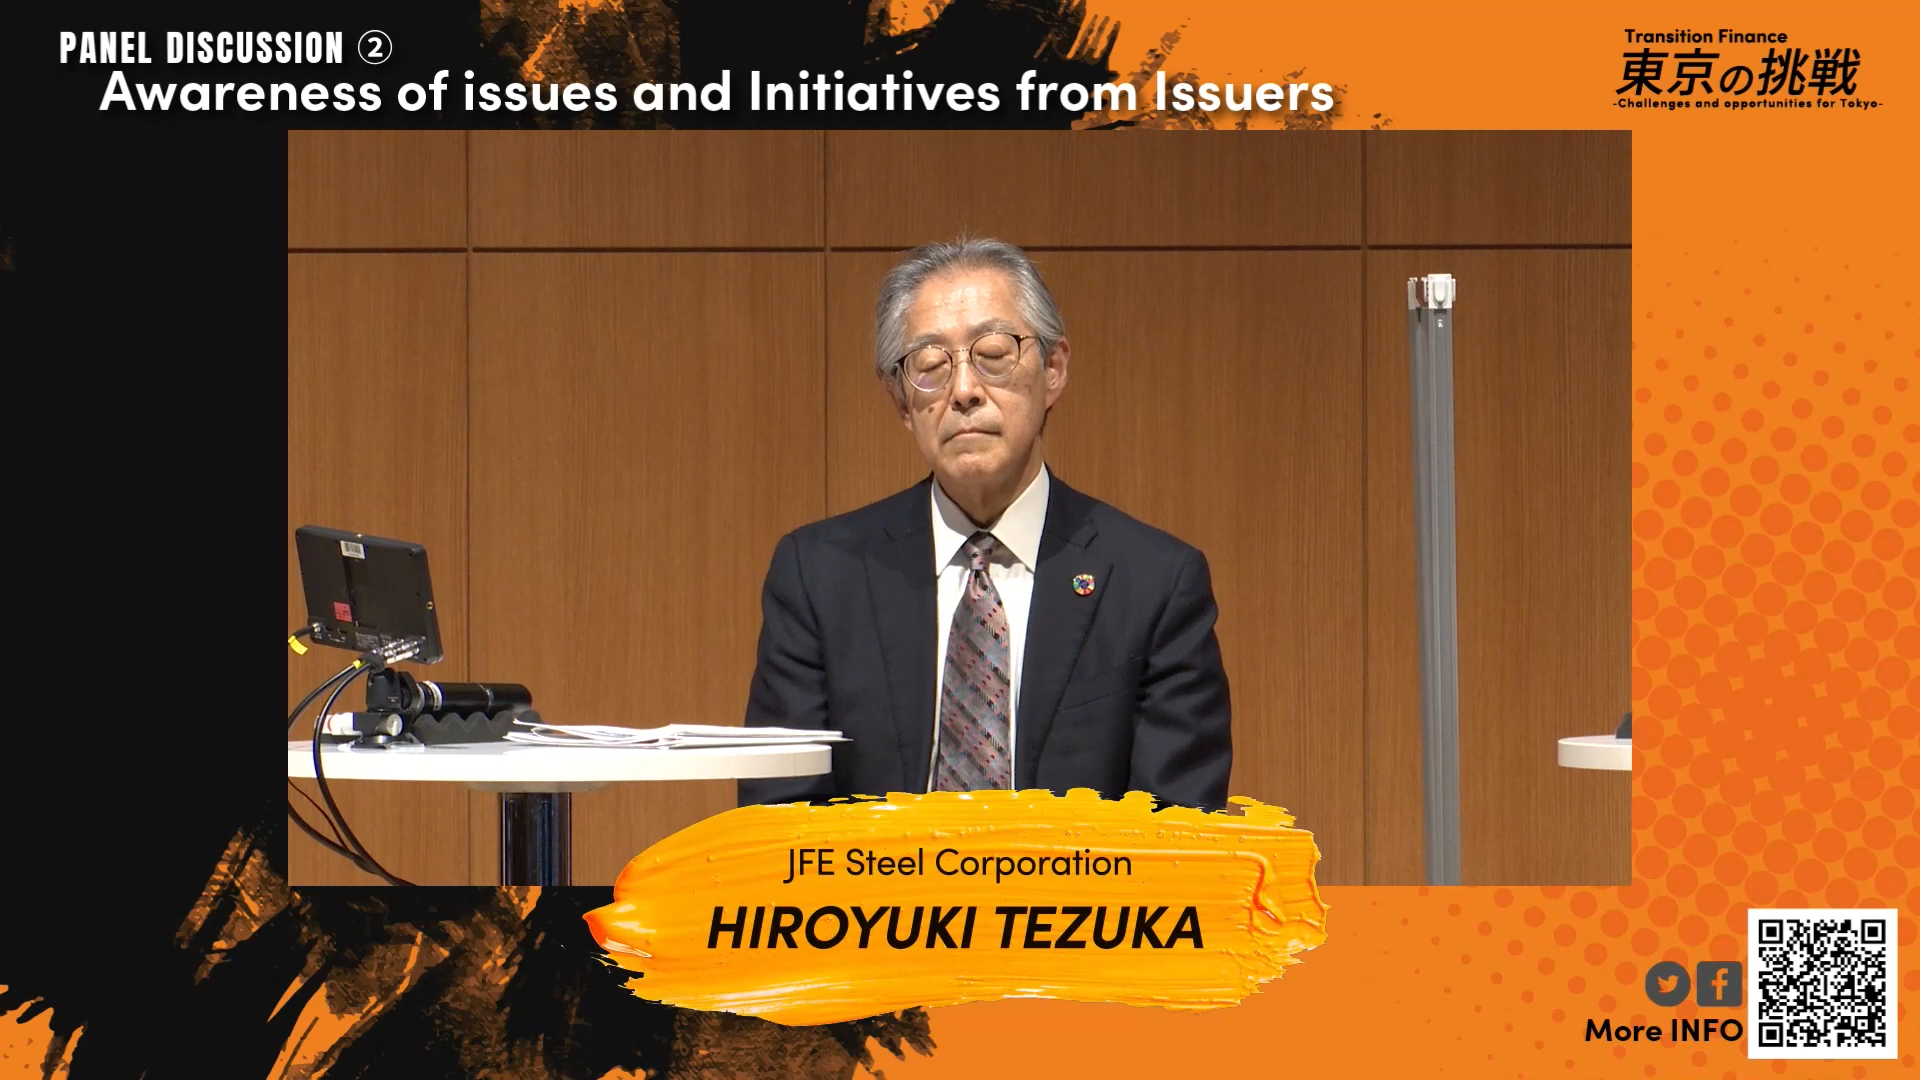 PANEL DISCUSSION ②
Awareness of issues and Initiatives from Issuers
Transition Finance
東京の挑戦
-Challenges and opportunities for Tokyo-
JFE Steel Corporation
HIROYUKI TEZUKA
More INFO